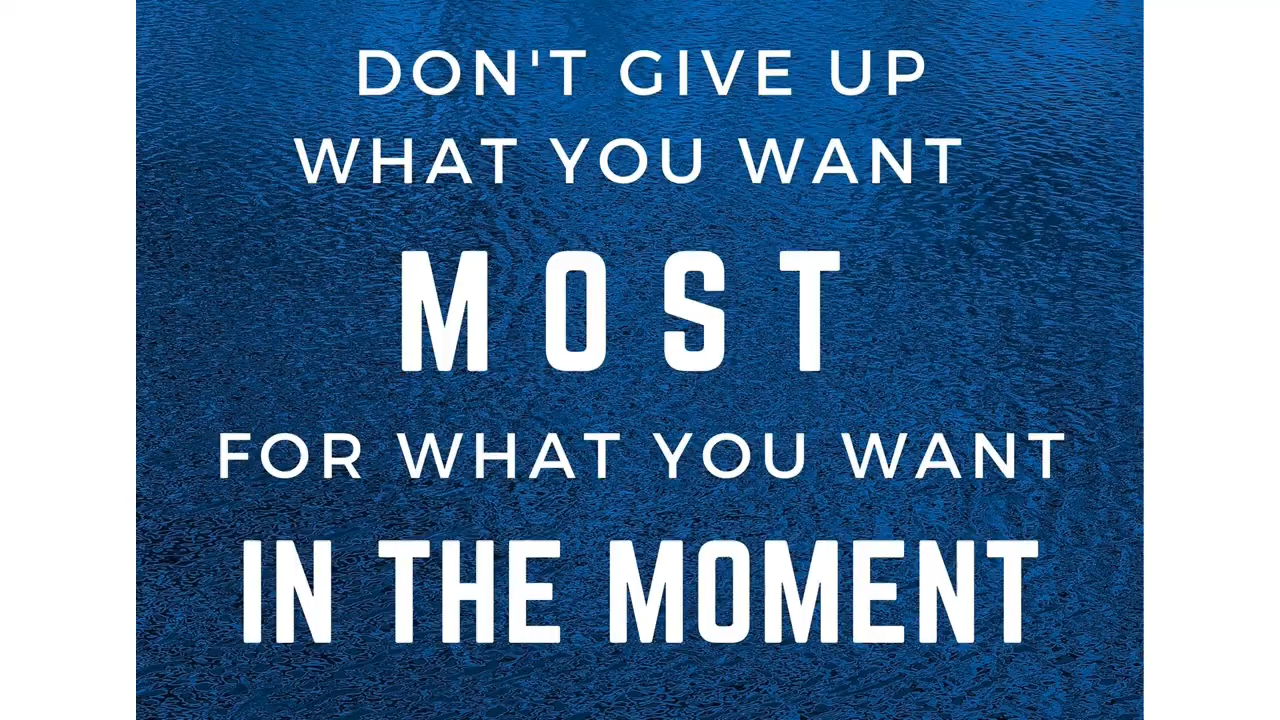 DON'T GIVE UP
WHAT YOU WANT
MOST
FOR WHAT YOU WANT
IN THE MOMENT